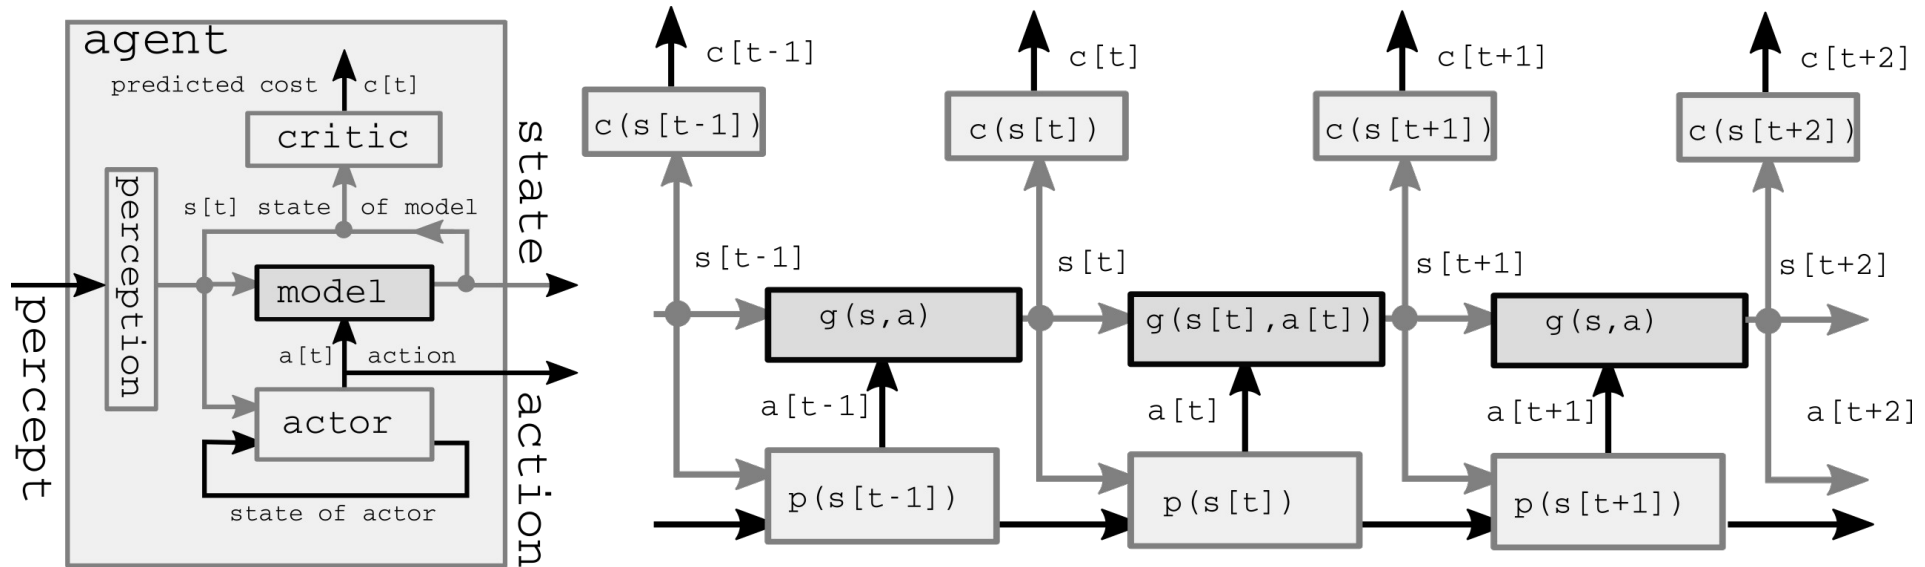 agent
predicted cost
c[t]
critic
s[t] state
of model
perception
model
a[t]
action
actor
state of actor
percept
state
action
c[t-1]
c[t]
c[t+1]
c[t+2]
c(s[t-1])
c(s[t])
c(s[t+1])
c(s[t+2])
s[t-1]
s[t]
s[t+1]
s[t+2]
g(s,a)
g(s[t],a[t])
g(s,a)
a[t-1]
a[t]
a[t+1]
a[t+2]
p(s[t-1])
p(s[t])
p(s[t+1])